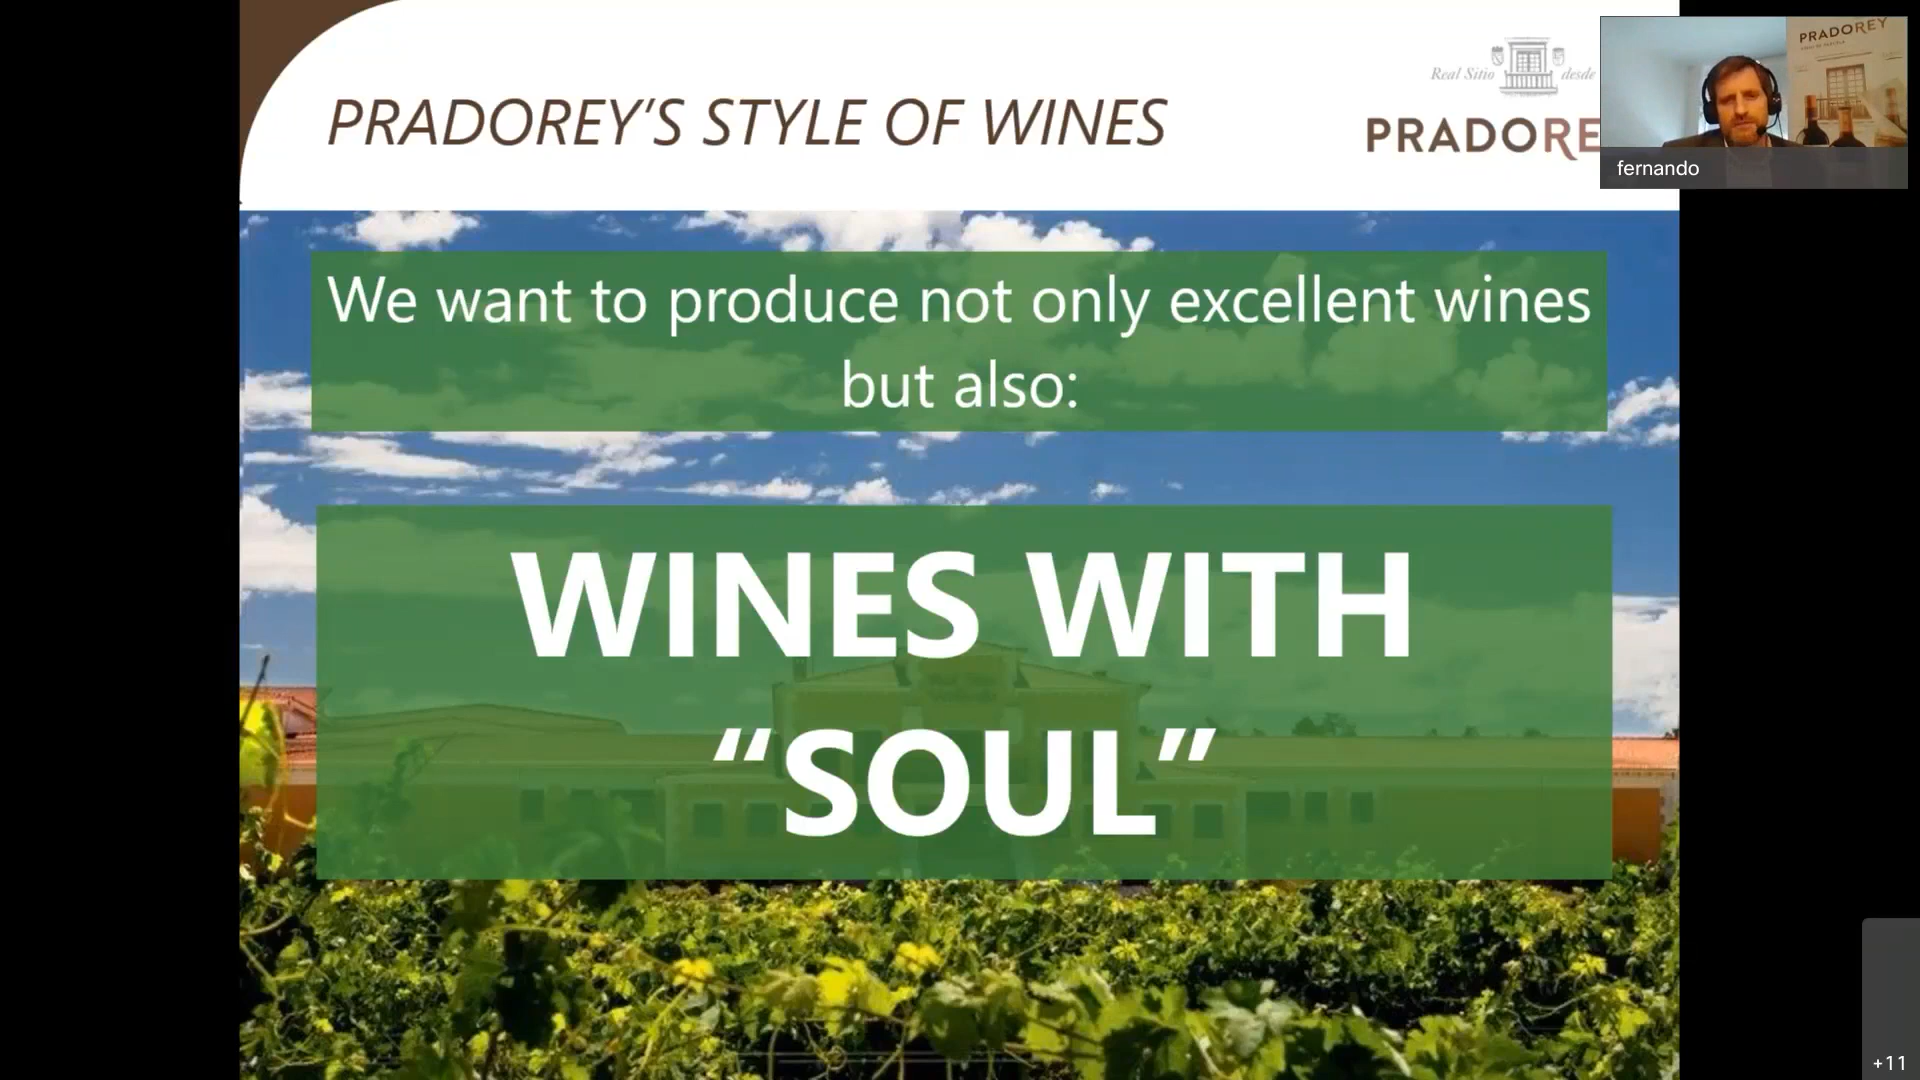 PRADOREY’S STYLE OF WINES
Real Sitio desde
PRADORE
PRADOREY
fernando
We want to produce not only excellent wines
but also:
WINES WITH
“SOUL”
+11